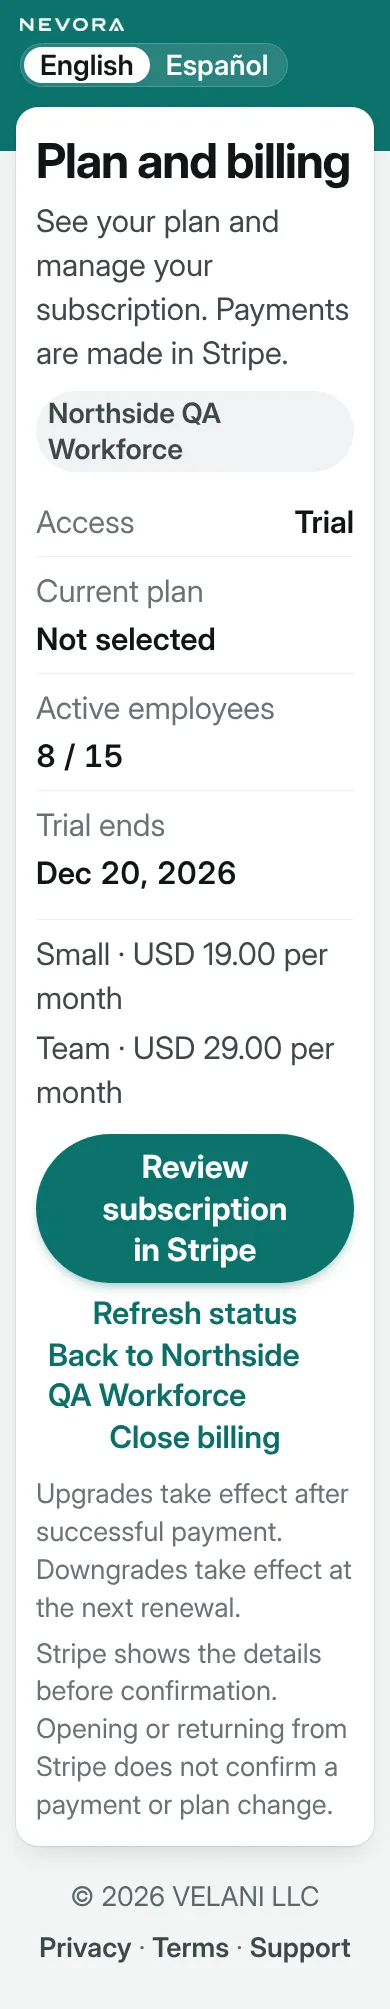 NEVORA
English Español
Plan and billing
See your plan and
manage your
subscription. Payments
are made in Stripe.
Northside QA
Workforce
Access Trial
Current plan
Not selected
Active employees
8 / 15
Trial ends
Dec 20, 2026
Small · USD 19.00 per
month
Team · USD 29.00 per
month
Review
subscription
in Stripe
Refresh status
Back to Northside
QA Workforce
Close billing
Upgrades take effect after
successful payment.
Downgrades take effect at
the next renewal.
Stripe shows the details
before confirmation.
Opening or returning from
Stripe does not confirm a
payment or plan change.
© 2026 VELANI LLC
Privacy · Terms · Support